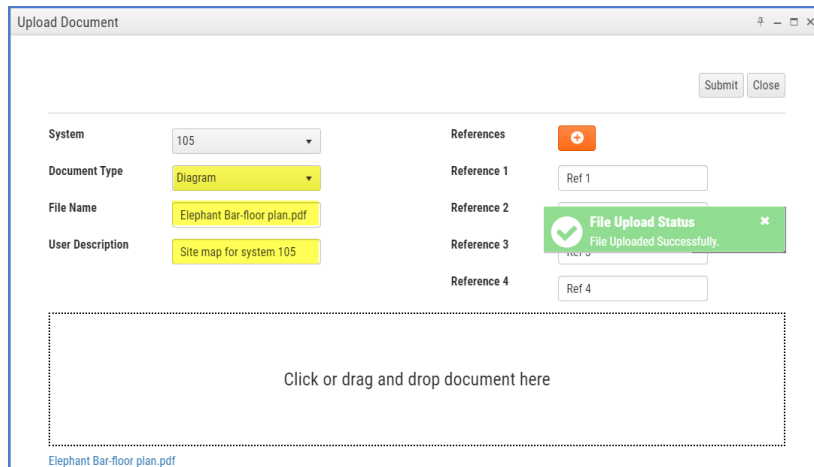 Upload Document
Submit Close
System 105 References
Document Type Diagram Reference 1 Ref 1
File Name Elephant Bar-floor plan.pdf Reference 2
User Description Site map for system 105 Reference 3
Reference 4 Ref 4
File Upload Status
File Uploaded Successfully.
Click or drag and drop document here
Elephant Bar-floor plan.pdf